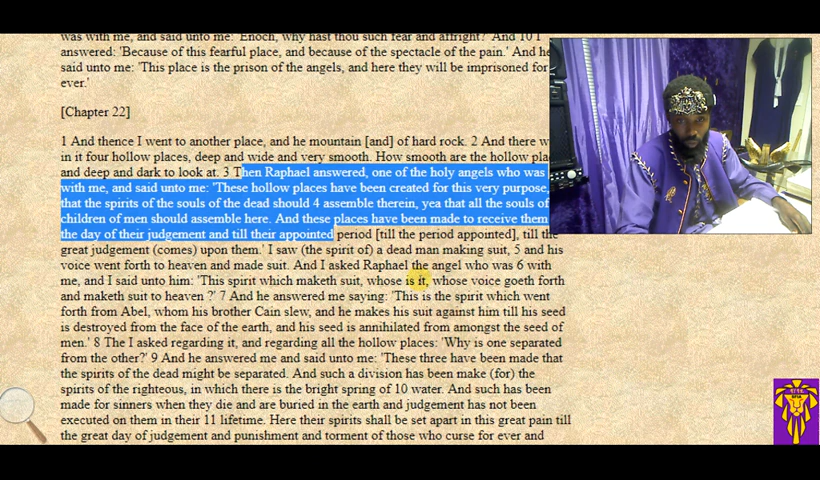 was with me, and said unto me: 'Enoch, why hast thou such fear and affright?' And 10 I
answered: 'Because of this fearful place, and because of the spectacle of the pain.' And he
said unto me: 'This place is the prison of the angels, and here they will be imprisoned for
ever.'
[Chapter 22]
1 And thence I went to another place, and he mountain [and] of hard rock. 2 And there w
in it four hollow places, deep and wide and very smooth. How smooth are the hollow pla
and deep and dark to look at. 3 Then Raphael answered, one of the holy angels who was
with me, and said unto me: 'These hollow places have been created for this very purpose,
that the spirits of the souls of the dead should 4 assemble therein, yea that all the souls of
children of men should assemble here. And these places have been made to receive them
the day of their judgement and till their appointed period [till the period appointed], till the
great judgement (comes) upon them.' I saw (the spirit of) a dead man making suit, 5 and his
voice went forth to heaven and made suit. And I asked Raphael the angel who was 6 with
me, and I said unto him: 'This spirit which maketh suit, whose is it, whose voice goeth forth
and maketh suit to heaven ?' 7 And he answered me saying: 'This is the spirit which went
forth from Abel, whom his brother Cain slew, and he makes his suit against him till his seed
is destroyed from the face of the earth, and his seed is annihilated from amongst the seed of
men.' 8 The I asked regarding it, and regarding all the hollow places: 'Why is one separated
from the other?' 9 And he answered me and said unto me: 'These three have been made that
the spirits of the dead might be separated. And such a division has been make (for) the
spirits of the righteous, in which there is the bright spring of 10 water. And such has been
made for sinners when they die and are buried in the earth and judgement has not been
executed on them in their 11 lifetime. Here their spirits shall be set apart in this great pain till
the great day of judgement and punishment and torment of those who curse for ever and